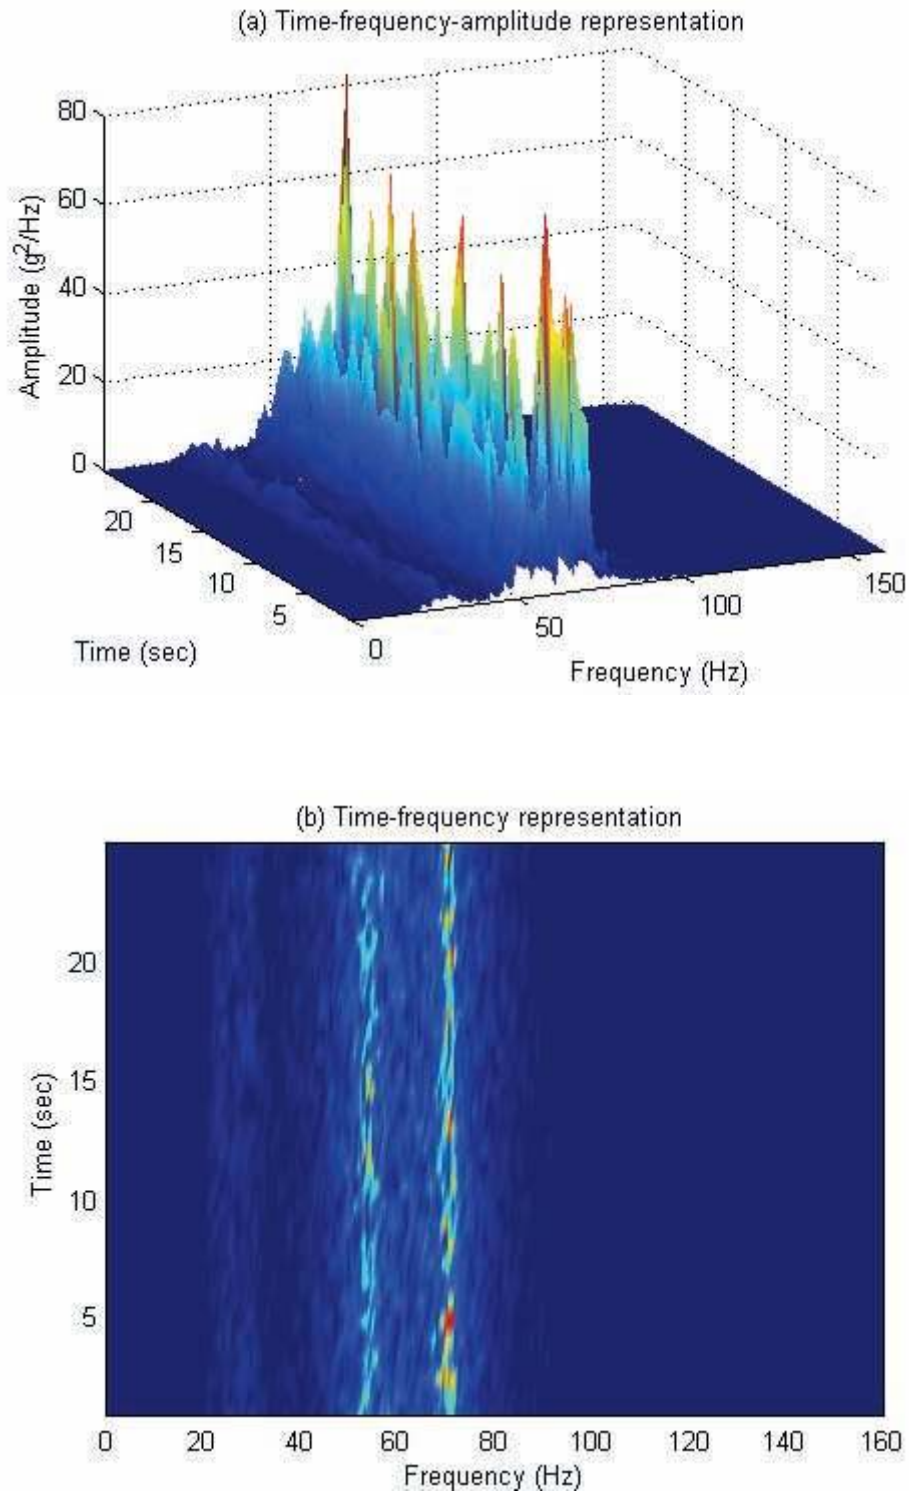 (a) Time-frequency-amplitude representation
80
60
40
20
0
Amplitude (g²/Hz)
20
15
10
5
Time (sec)
0
50
100
150
Frequency (Hz)
(b) Time-frequency representation
20
15
10
5
Time (sec)
0 20 40 60 80 100 120 140 160
Frequency (Hz)